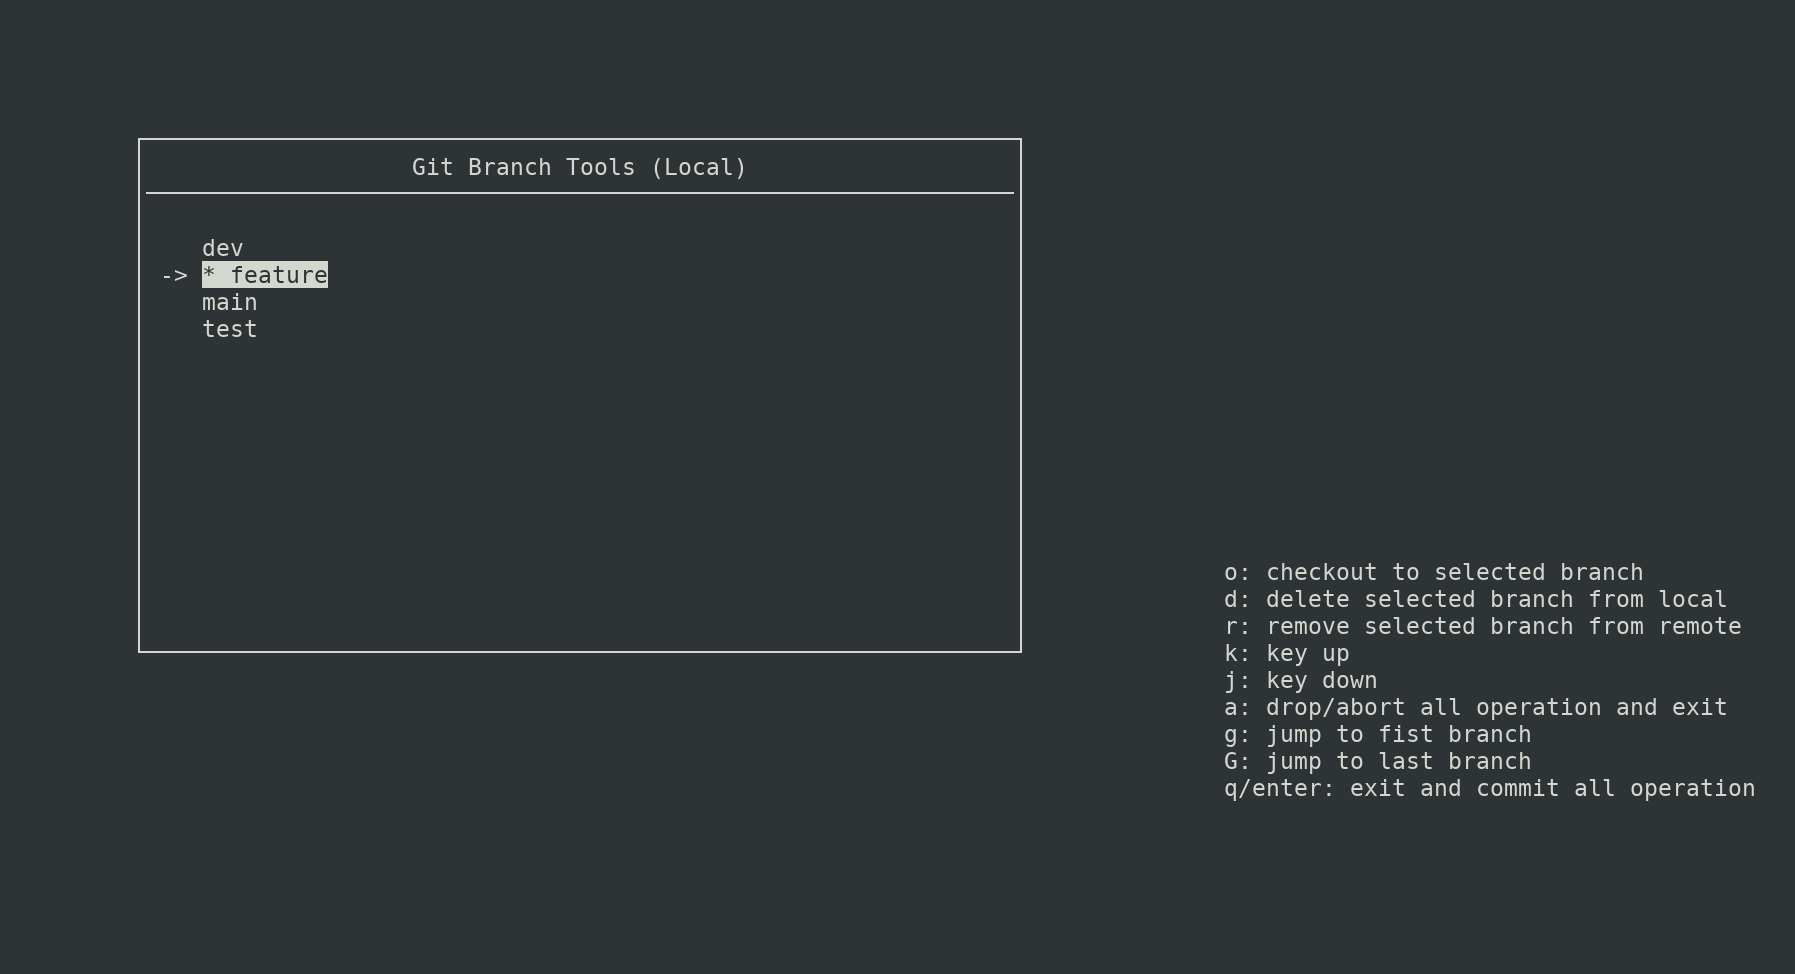 Git Branch Tools (Local)
dev
-> * feature
main
test
o: checkout to selected branch
d: delete selected branch from local
r: remove selected branch from remote
k: key up
j: key down
a: drop/abort all operation and exit
g: jump to fist branch
G: jump to last branch
q/enter: exit and commit all operation